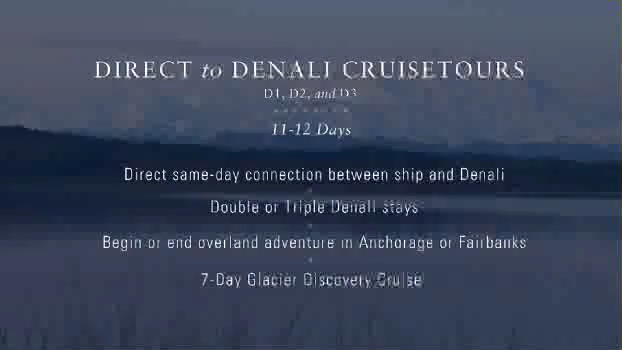 DIRECT to DENALI CRUISETOURS
D1, D2, and D3
11-12 Days
Direct same-day connection between ship and Denali
Double or Triple Denali stays
Begin or end overland adventure in Anchorage or Fairbanks
7-Day Glacier Discovery Cruise